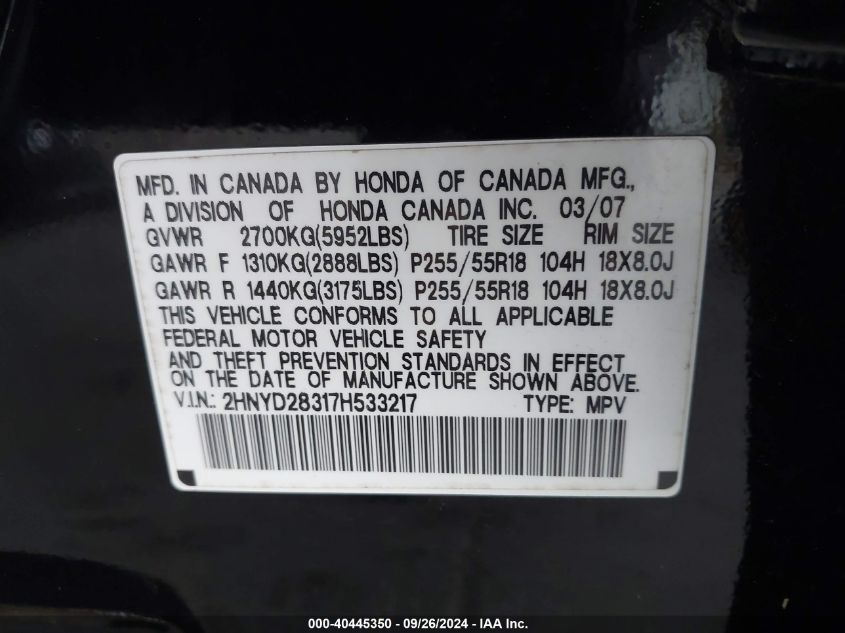 MFD. IN CANADA BY HONDA OF CANADA MFG.,
A DIVISION OF HONDA CANADA INC. 03/07
GVWR 2700KG(5952LBS) TIRE SIZE RIM SIZE
GAWR F 1310KG(2888LBS) P255/55R18 104H 18X8.0J
GAWR R 1440KG(3175LBS) P255/55R18 104H 18X8.0J
THIS VEHICLE CONFORMS TO ALL APPLICABLE
FEDERAL MOTOR VEHICLE SAFETY
AND THEFT PREVENTION STANDARDS IN EFFECT
ON THE DATE OF MANUFACTURE SHOWN ABOVE.
V.I.N.: 2HNYD28317H533217 TYPE: MPV
000-40445350 - 09/26/2024 - IAA Inc.